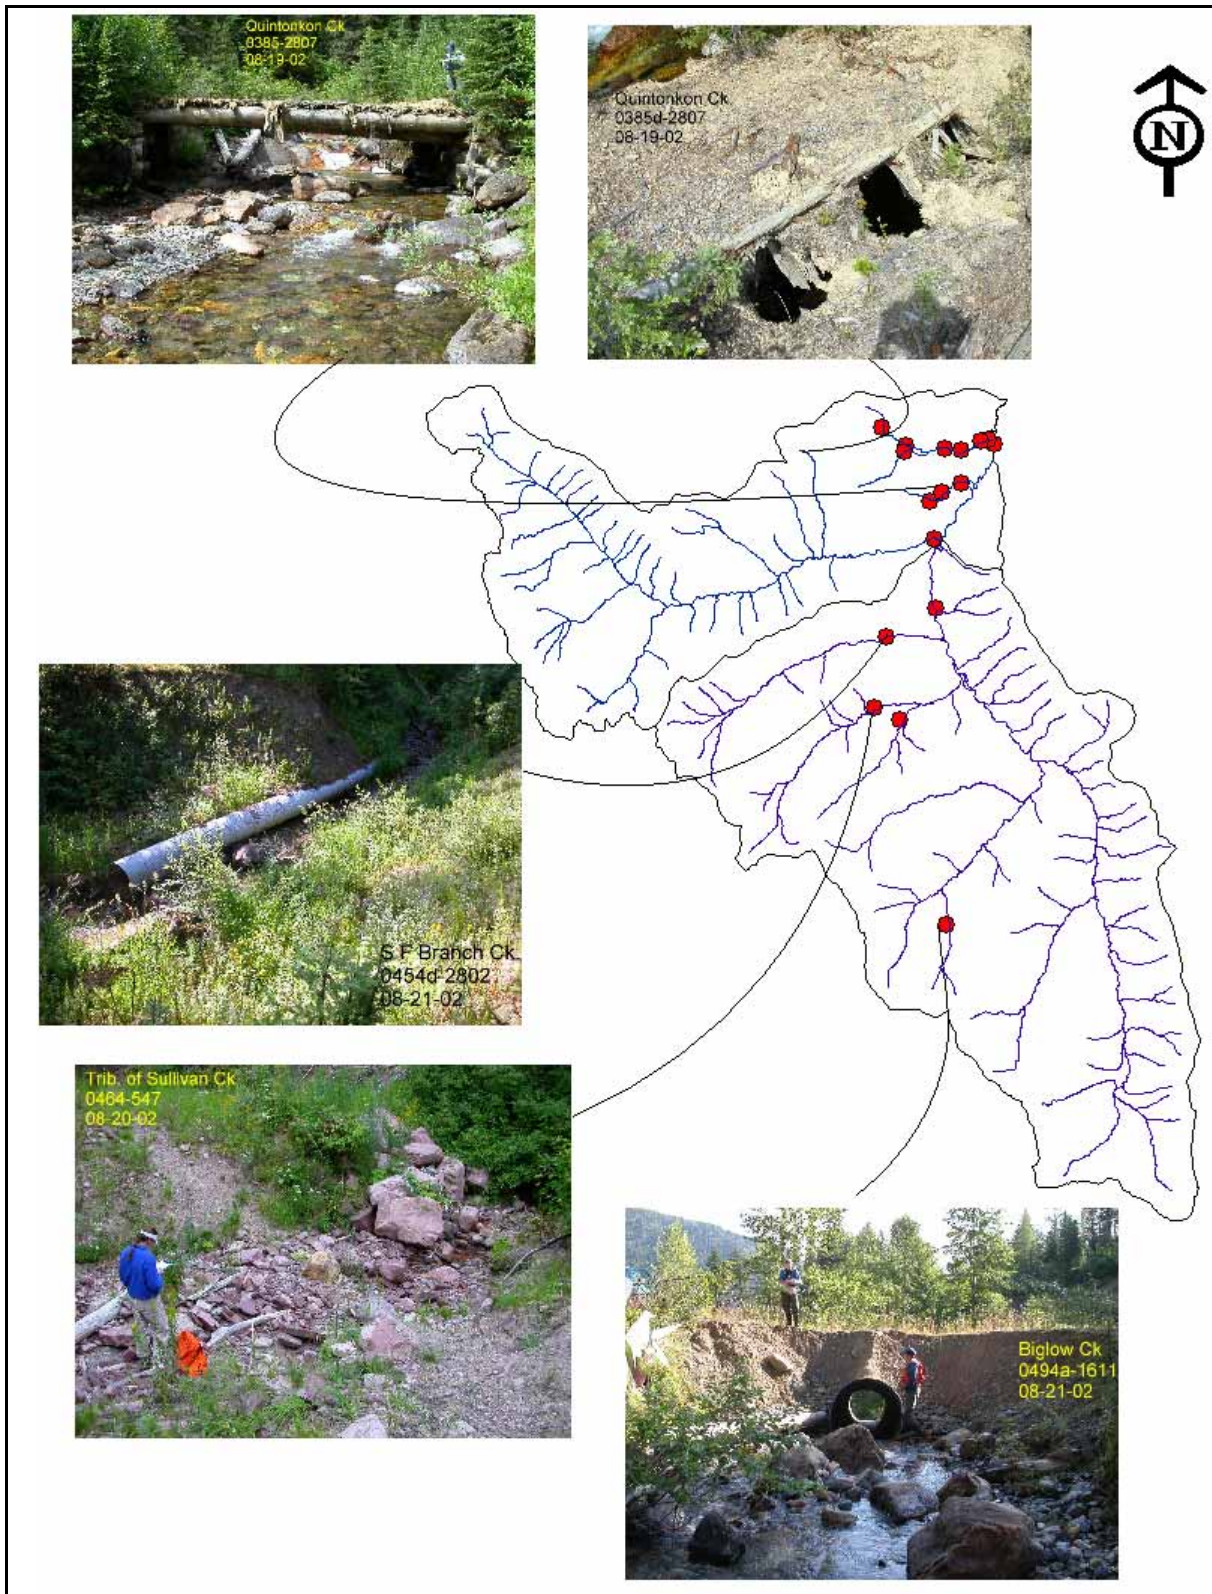 Quintonkon Ck
0385-2807
08-19-02
Quintonkon Ck
0385d-2807
08-19-02
N
S F Branch Ck
0454d-2802
08-21-02
Trib. of Sullivan Ck
0464-547
08-20-02
Biglow Ck
0494a-1611
08-21-02